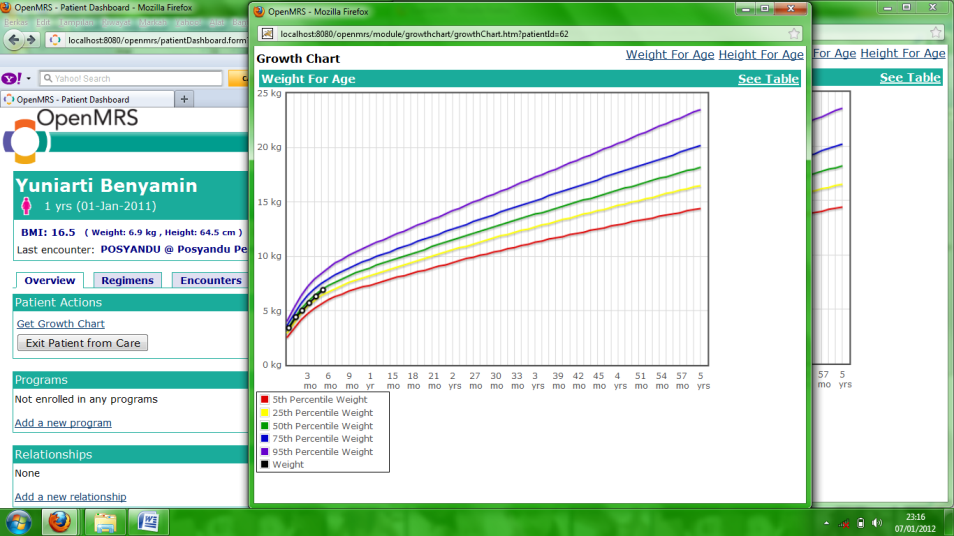 OpenMRS - Patient Dashboard - Mozilla Firefox
localhost:8080/openmrs/patientDashboard.form?
Yahoo! Search
OpenMRS - Patient Dashboard
OpenMRS
Yuniarti Benyamin
1 yrs (01-Jan-2011)
BMI: 16.5 ( Weight: 6.9 kg , Height: 64.5 cm )
Last encounter: POSYANDU @ Posyandu Pe
Overview Regimens Encounters
Patient Actions
Get Growth Chart
Exit Patient from Care
Programs
Not enrolled in any programs
Add a new program
Relationships
None
Add a new relationship
OpenMRS - Mozilla Firefox
localhost:8080/openmrs/module/growthchart/growthChart.htm?patientId=62
Growth Chart
Weight For Age Height For Age
Weight For Age See Table
25 kg
20 kg
15 kg
10 kg
5 kg
0 kg
3 6 9 1 15 18 21 2 27 30 33 3 39 42 45 4 51 54 57 5
mo mo mo yr mo mo mo yrs mo mo mo yrs mo mo mo yrs mo mo mo yrs
5th Percentile Weight
25th Percentile Weight
50th Percentile Weight
75th Percentile Weight
95th Percentile Weight
Weight
For Age Height For Age
See Table
57 5
mo yrs
23:16
07/01/2012